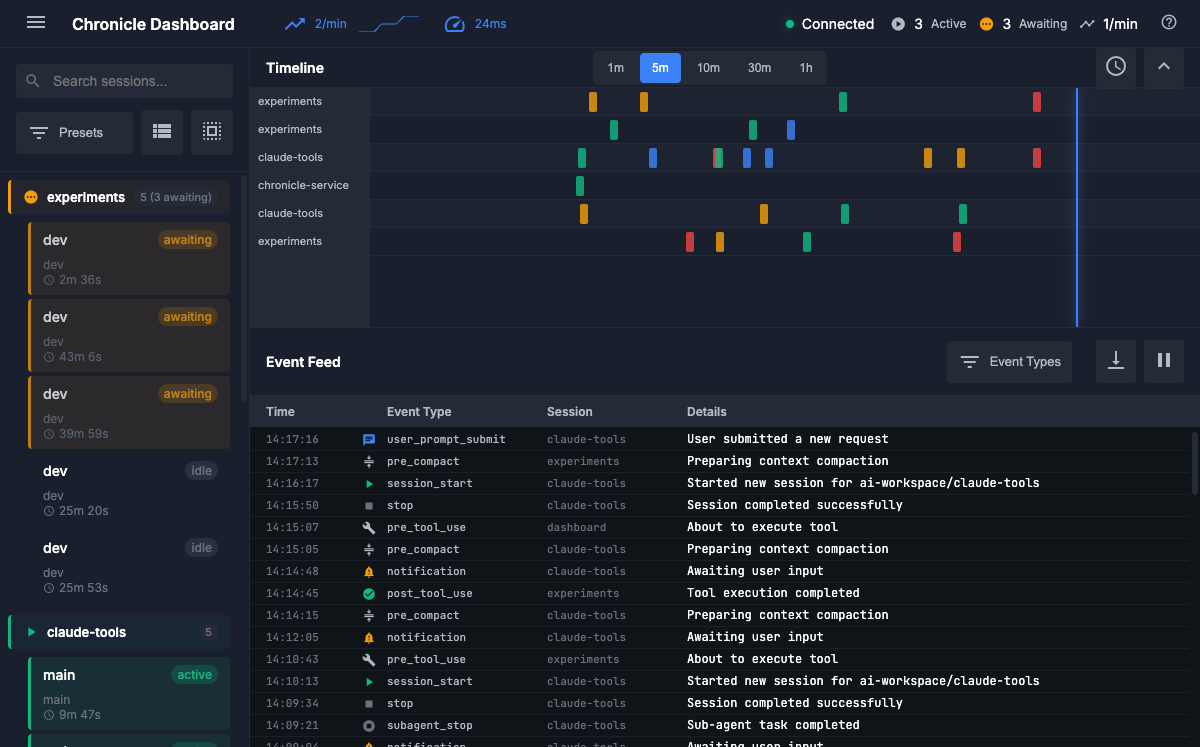 Chronicle Dashboard
2/min
24ms
Connected
3 Active
3 Awaiting
1/min
Search sessions...
Presets
experiments 5 (3 awaiting)
dev awaiting
dev
2m 36s
dev awaiting
dev
43m 6s
dev awaiting
dev
39m 59s
dev idle
dev
25m 20s
dev idle
dev
25m 53s
claude-tools 5
main active
main
9m 47s
Timeline
1m 5m 10m 30m 1h
experiments
experiments
claude-tools
chronicle-service
claude-tools
experiments
Event Feed
Event Types
Time Event Type Session Details
14:17:16 user_prompt_submit claude-tools User submitted a new request
14:17:13 pre_compact experiments Preparing context compaction
14:16:17 session_start claude-tools Started new session for ai-workspace/claude-tools
14:15:50 stop claude-tools Session completed successfully
14:15:07 pre_tool_use dashboard About to execute tool
14:15:05 pre_compact claude-tools Preparing context compaction
14:14:48 notification claude-tools Awaiting user input
14:14:45 post_tool_use experiments Tool execution completed
14:14:15 pre_compact claude-tools Preparing context compaction
14:12:05 notification claude-tools Awaiting user input
14:10:43 pre_tool_use experiments About to execute tool
14:10:13 session_start claude-tools Started new session for ai-workspace/claude-tools
14:09:34 stop claude-tools Session completed successfully
14:09:21 subagent_stop claude-tools Sub-agent task completed
notification claude-tools Awaiting user input